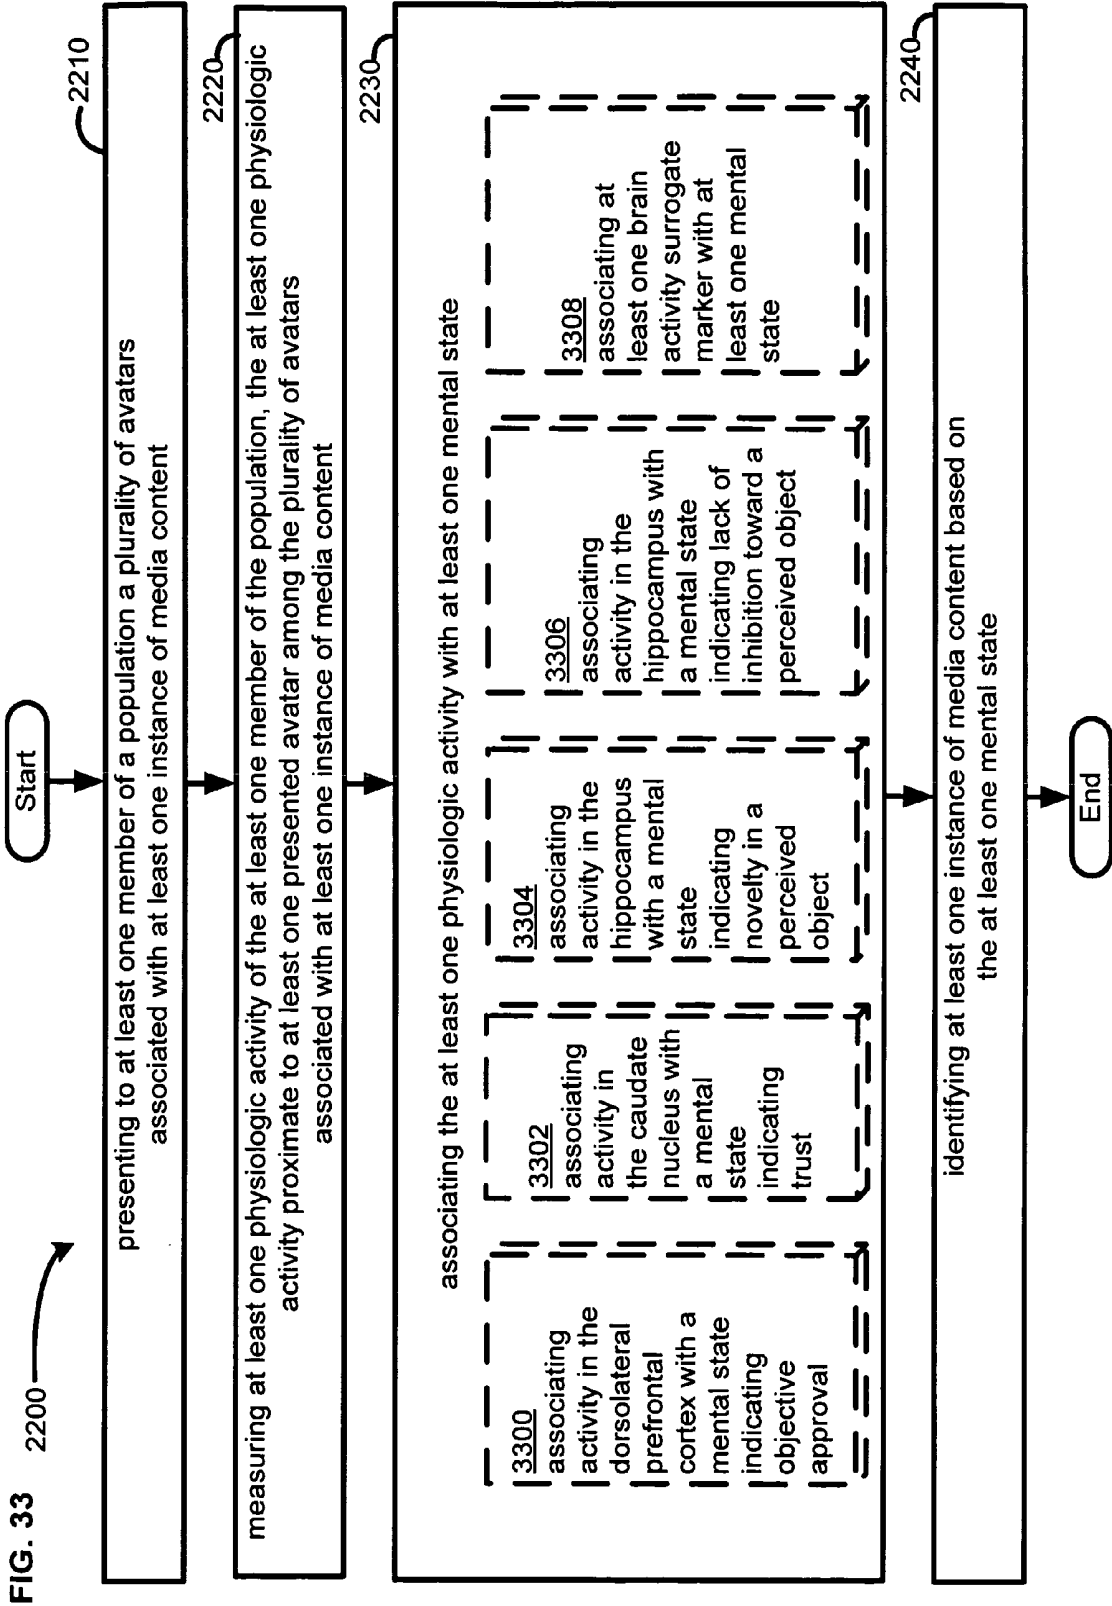 FIG. 33
2200
Start
2210
presenting to at least one member of a population a plurality of avatars
associated with at least one instance of media content
2220
measuring at least one physiologic activity of the at least one member of the population, the at least one physiologic
activity proximate to at least one presented avatar among the plurality of avatars
associated with at least one instance of media content
2230
associating the at least one physiologic activity with at least one mental state
3300
associating
activity in the
dorsolateral
prefrontal
cortex with a
mental state
indicating
objective
approval
3302
associating
activity in
the caudate
nucleus with
a mental
state
indicating
trust
3304
associating
activity in the
hippocampus
with a mental
state
indicating
novelty in a
perceived
object
3306
associating
activity in the
hippocampus with
a mental state
indicating lack of
inhibition toward a
perceived object
3308
associating at
least one brain
activity surrogate
marker with at
least one mental
state
2240
identifying at least one instance of media content based on
the at least one mental state
End